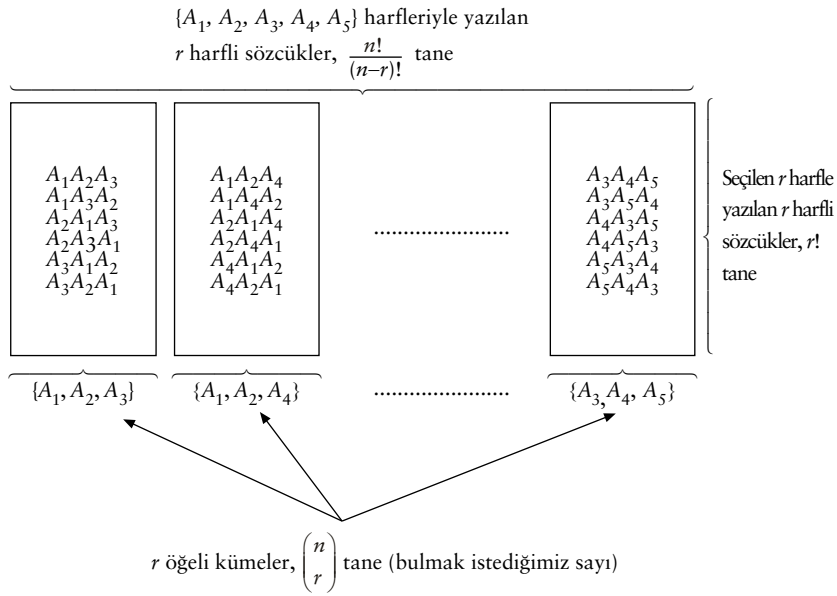 {A₁, A₂, A₃, A₄, A₅} harfleriyle yazılan
r harfli sözcükler, n!/(n–r)! tane
A₁A₂A₃
A₁A₃A₂
A₂A₁A₃
A₂A3A₁
A₃A₁A₂
A₃A₂A₁
{A₁, A₂, A₃}
A₁A₂A₄
A₁A₄A₂
A₂A₁A₄
A₂A₄A₁
A₄A₁A₂
A₄A₂A₁
{A₁, A₂, A₄}
.......................
.......................
A₃A₄A₅
A₃A₅A₄
A₄A₃A₅
A₄A₅A₃
A₅A₃A₄
A₅A₄A₃
{A₃, A₄, A₅}
Seçilen r harfle
yazılan r harfli
sözcükler, r!
tane
r öğeli kümeler, (n r) tane (bulmak istediğimiz sayı)